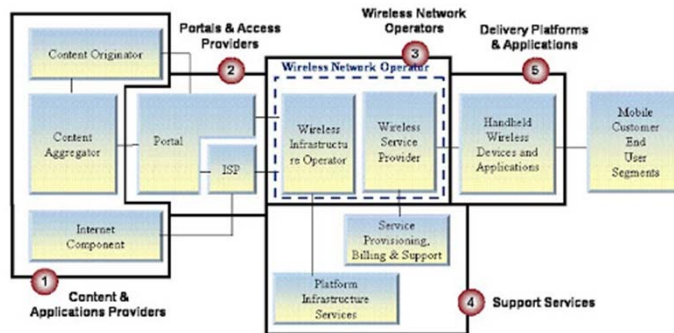 Portals & Access
Providers
2
Wireless Network
Operators
3
Delivery Platforms
& Applications
5
Wireless Network Operator
Content Originator
Content
Aggregator
Portal
ISP
Internet
Component
Wireless
Infrastructu
re Operator
Wireless
Service
Provider
Handheld
Wireless
Devices and
Applications
Mobile
Customer
End
User
Segments
Service
Provisioning,
Billing & Support
Platform
Infrastructure
Services
1
Content &
Applications Providers
4
Support Services